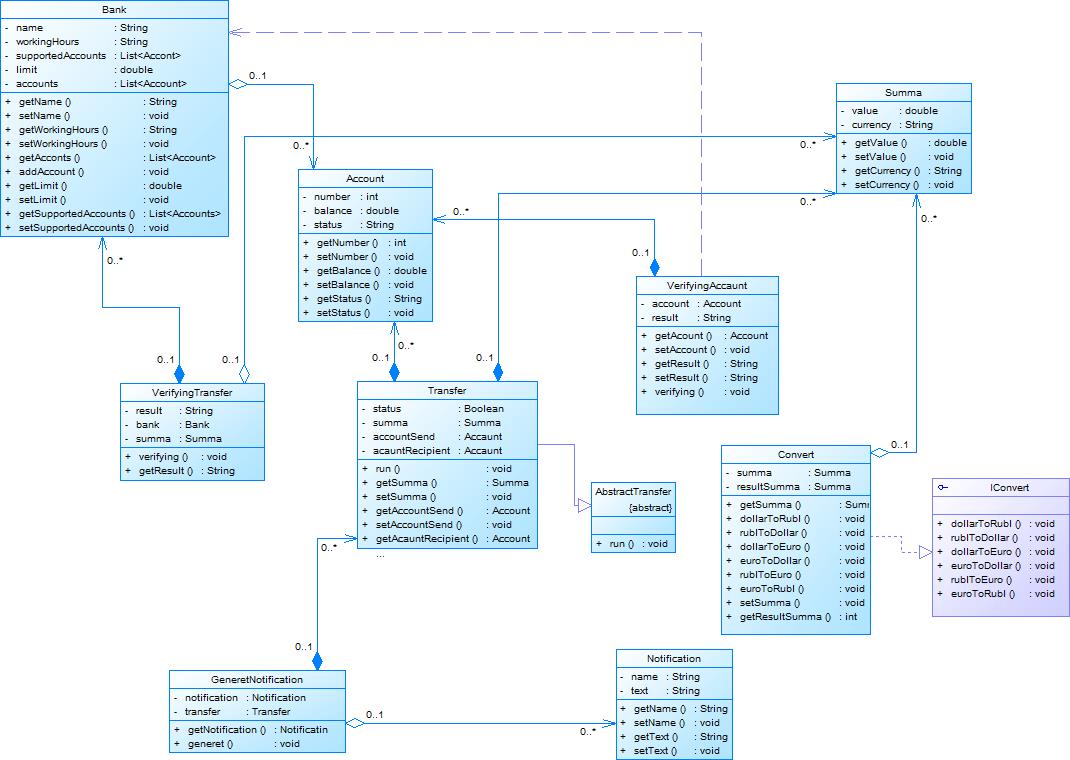 Bank
- name : String
- workingHours : String
- supportedAccounts : List<Accont>
- limit : double
- accounts : List<Account>
+ getName () : String
+ setName () : void
+ getWorkingHours () : String
+ setWorkingHours () : void
+ getAcconts () : List<Account>
+ addAccount () : void
+ getLimit () : double
+ setLimit () : void
+ getSupportedAccounts () : List<Accounts>
+ setSupportedAccounts () : void
0..1
0..*
0..*
Summa
- value : double
- currency : String
+ getValue () : double
+ setValue () : void
+ getCurrency () : String
+ setCurrency () : void
0..*
0..*
0..*
Account
- number : int
- balance : double
- status : String
+ getNumber () : int
+ setNumber () : void
+ getBalance () : double
+ setBalance () : void
+ getStatus () : String
+ setStatus () : void
0..*
0..1
VerifyingAccaunt
- account : Account
- result : String
+ getAcount () : Account
+ setAccount () : void
+ getResult () : String
+ setResult () : String
+ verifying () : void
0..1
0..1
0..1
0..*
0..1
VerifyingTransfer
- result : String
- bank : Bank
- summa : Summa
+ verifying () : void
+ getResult () : String
Transfer
- status : Boolean
- summa : Summa
- accountSend : Accaunt
- acauntRecipient : Accaunt
+ run () : void
+ getSumma () : Summa
+ setSumma () : void
+ getAccountSend () : Account
+ setAccountSend () : void
+ getAcauntRecipient () : Account
...
AbstractTransfer
{abstract}
+ run () : void
0..1
Convert
- summa : Summa
- resultSumma : Summa
+ getSumma () : Sum
+ dollarToRubl () : void
+ rublToDollar () : void
+ dollarToEuro () : void
+ euroToDollar () : void
+ rublToEuro () : void
+ euroToRubl () : void
+ setSumma () : void
+ getResultSumma () : int
IConvert
+ dollarToRubl () : void
+ rublToDollar () : void
+ dollarToEuro () : void
+ euroToDollar () : void
+ rublToEuro () : void
+ euroToRubl () : void
0..*
0..1
GeneretNotification
- notification : Notification
- transfer : Transfer
+ getNotification () : Notificatin
+ generet () : void
0..1
0..*
Notification
- name : String
- text : String
+ getName () : String
+ setName () : void
+ getText () : String
+ setText () : void